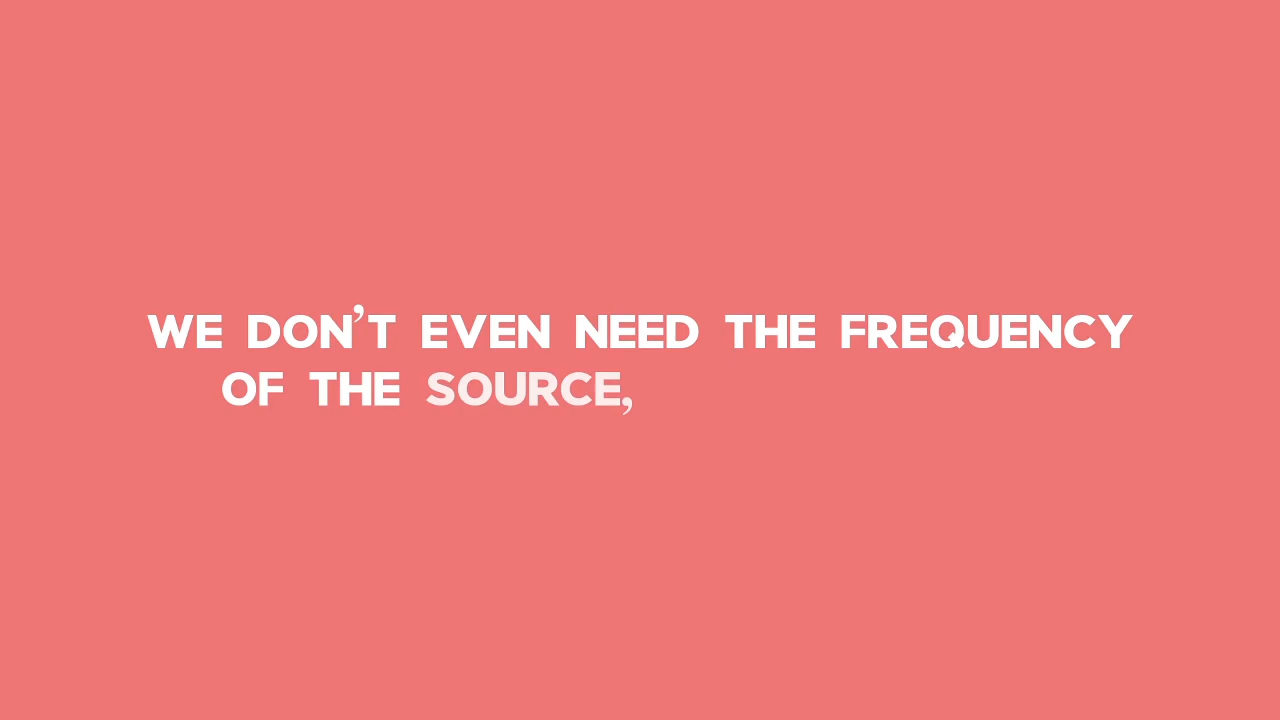 WE DON’T EVEN NEED THE FREQUENCY
OF THE SOURCE,